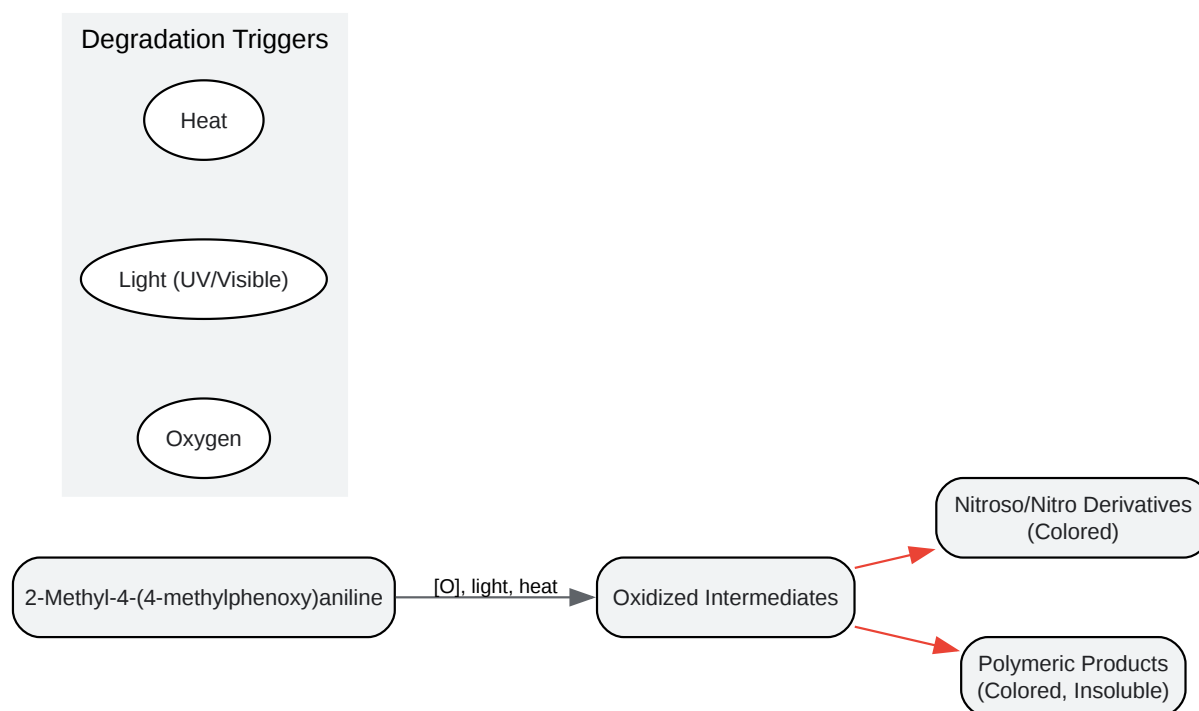 Degradation Triggers
Heat
Light (UV/Visible)
Oxygen
2-Methyl-4-(4-methylphenoxy)aniline
[O], light, heat
Oxidized Intermediates
Nitroso/Nitro Derivatives
(Colored)
Polymeric Products
(Colored, Insoluble)